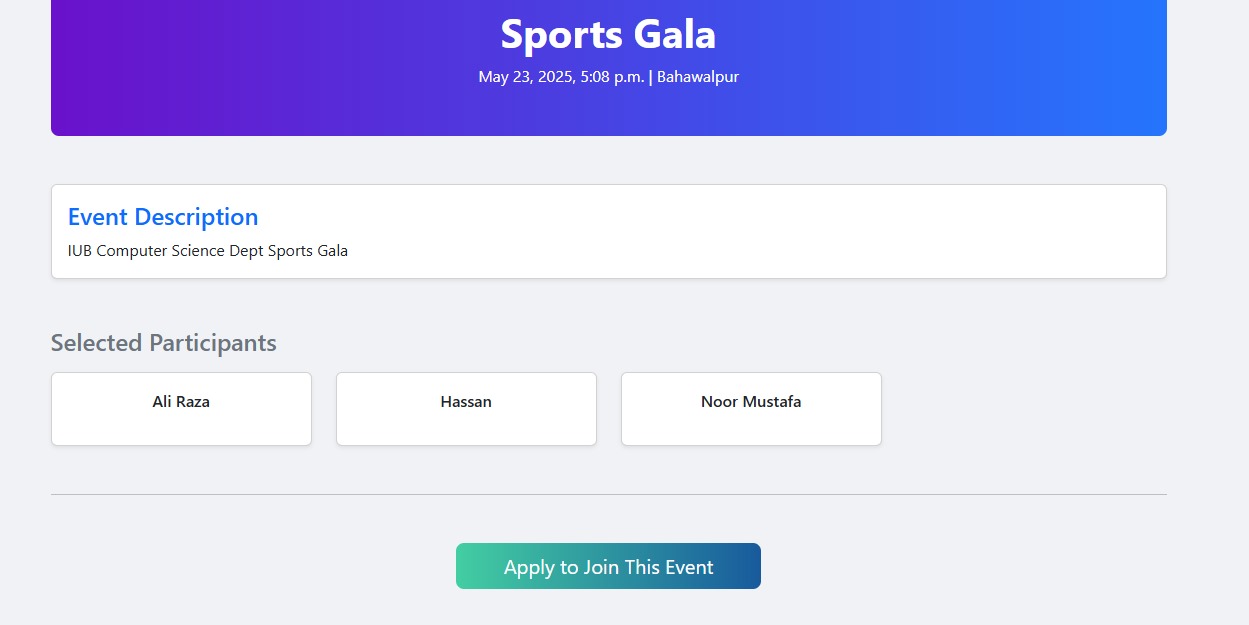 Sports Gala
May 23, 2025, 5:08 p.m. | Bahawalpur
Event Description
IUB Computer Science Dept Sports Gala
Selected Participants
Ali Raza
Hassan
Noor Mustafa
Apply to Join This Event